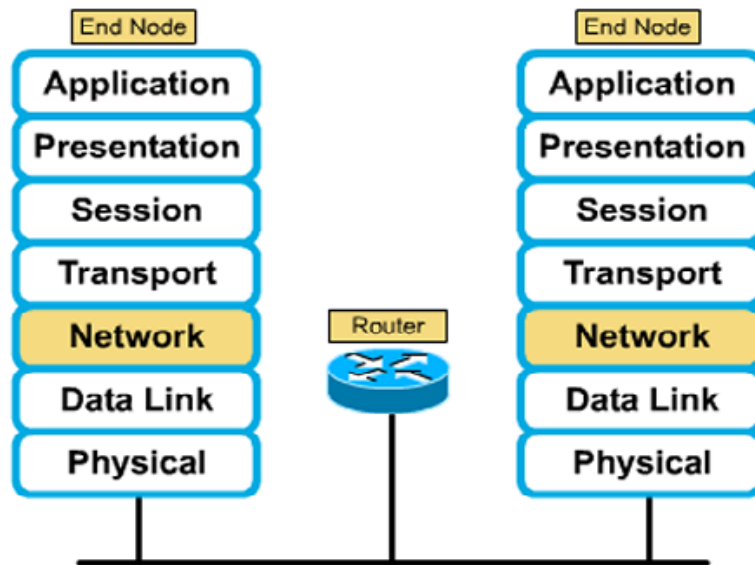 End Node
Application
Presentation
Session
Transport
Network
Data Link
Physical
Router
End Node
Application
Presentation
Session
Transport
Network
Data Link
Physical